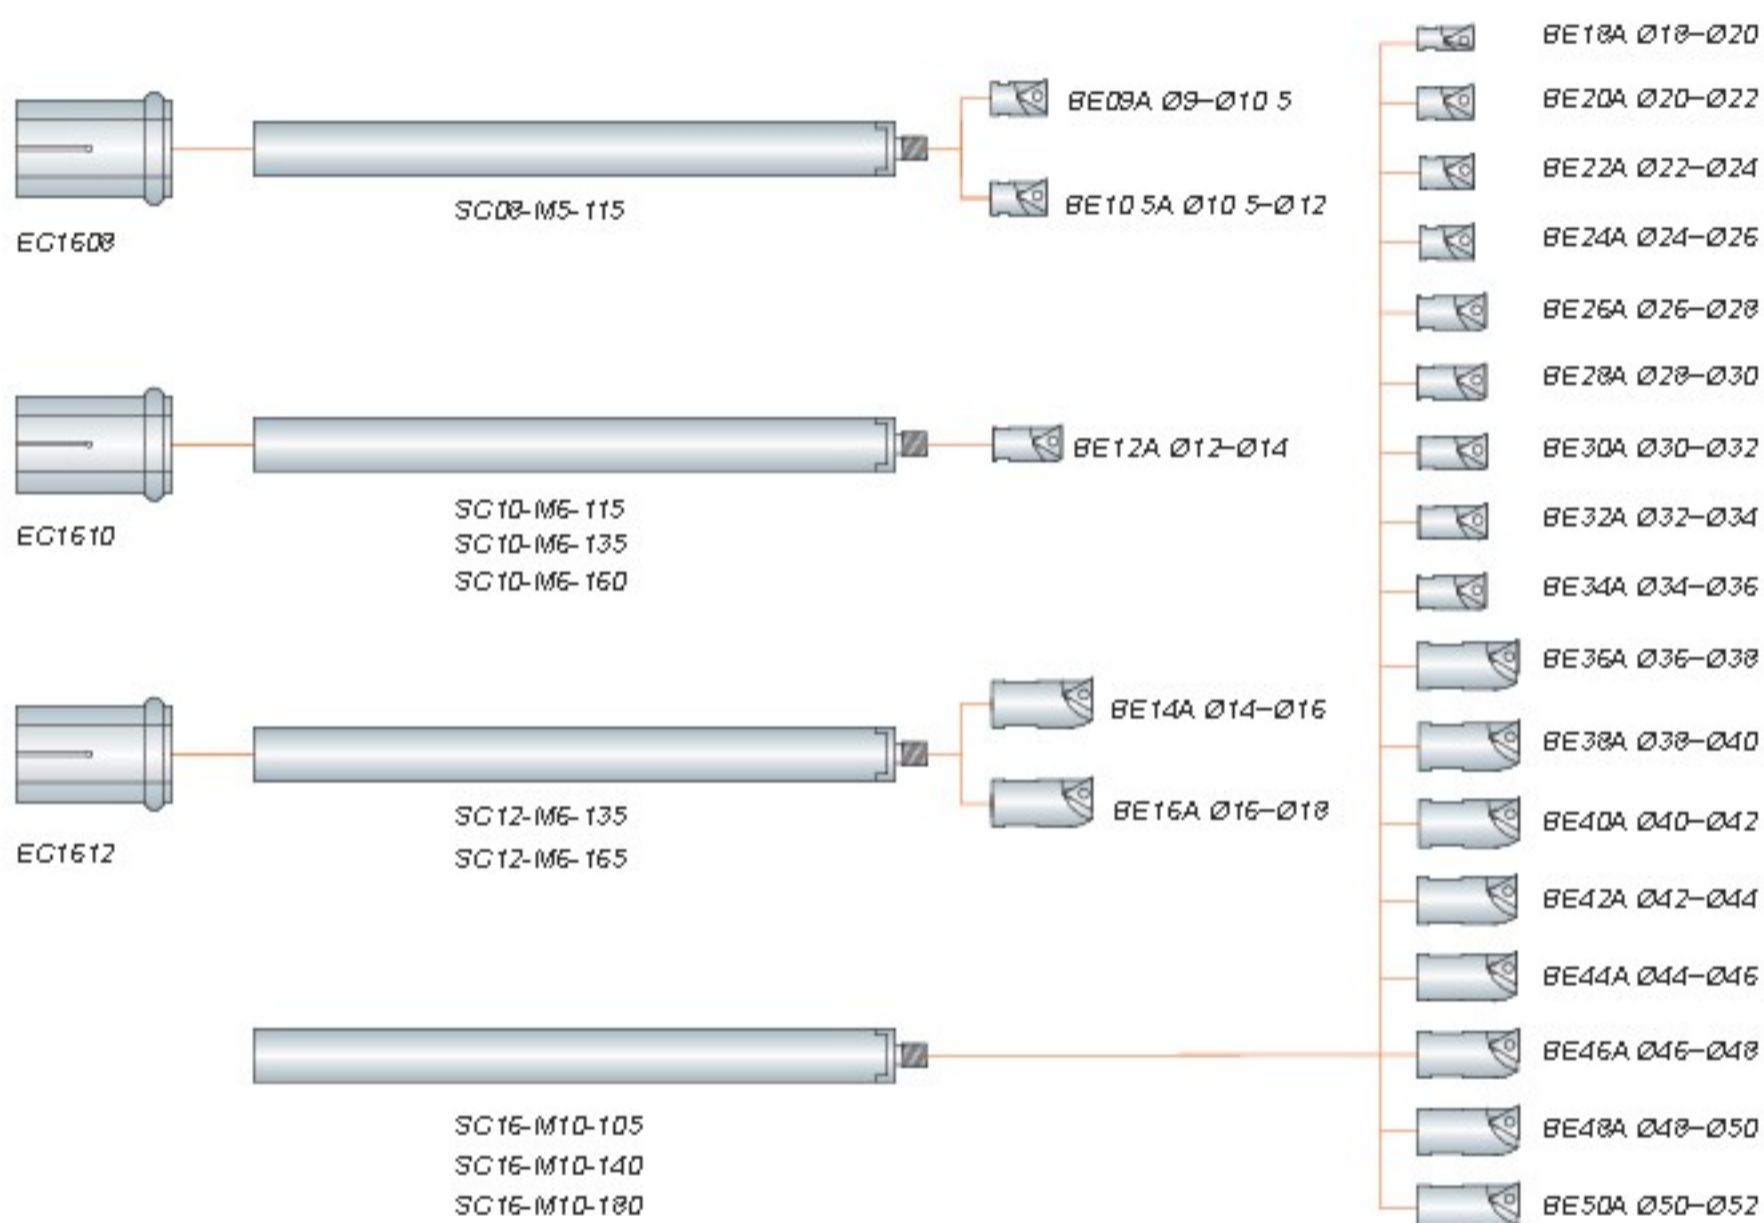 EC1608
SC08-M5-115
BE09A Ø9-Ø10 5
BE10 5A Ø10 5-Ø12
EC1610
SC10-M6-115
SC10-M6-135
SC10-M6-160
BE12A Ø12-Ø14
EC1612
SC12-M6-135
SC12-M6-165
BE14A Ø14-Ø16
BE16A Ø16-Ø18
SC16-M10-105
SC16-M10-140
SC16-M10-180
BE18A Ø18-Ø20
BE20A Ø20-Ø22
BE22A Ø22-Ø24
BE24A Ø24-Ø26
BE26A Ø26-Ø28
BE28A Ø28-Ø30
BE30A Ø30-Ø32
BE32A Ø32-Ø34
BE34A Ø34-Ø36
BE36A Ø36-Ø38
BE38A Ø38-Ø40
BE40A Ø40-Ø42
BE42A Ø42-Ø44
BE44A Ø44-Ø46
BE46A Ø46-Ø48
BE48A Ø48-Ø50
BE50A Ø50-Ø52